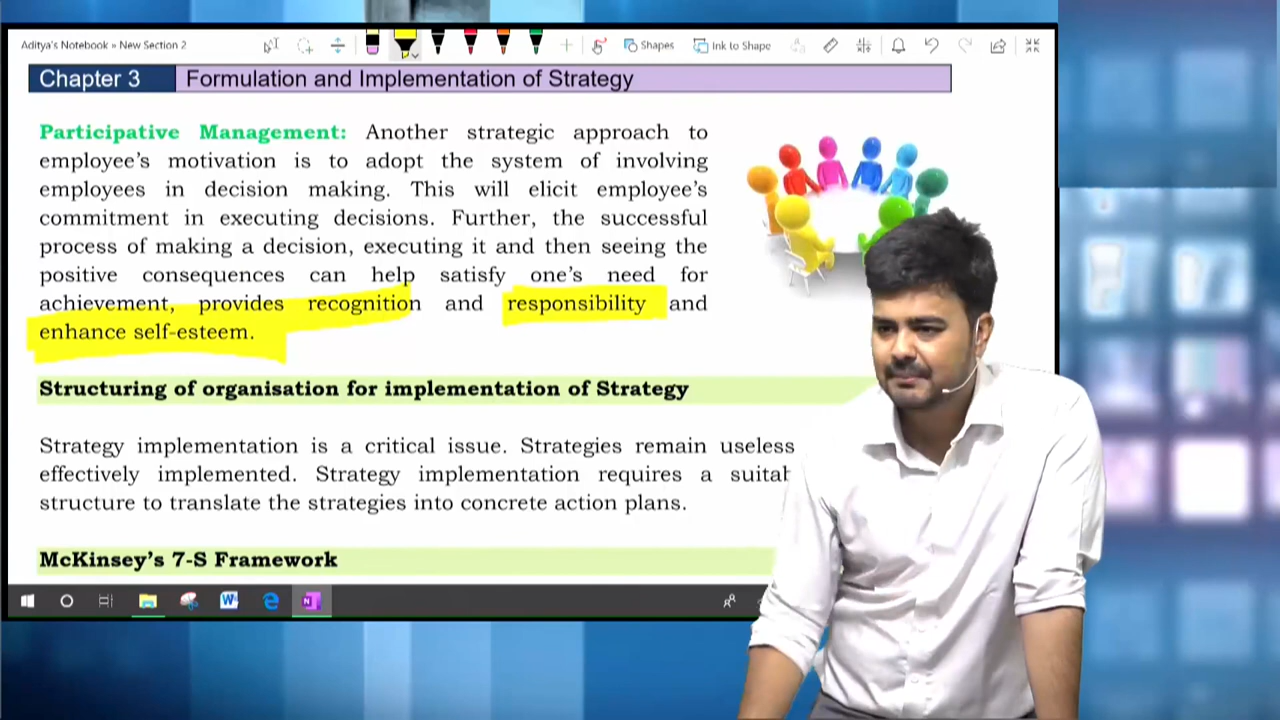 Aditya's Notebook » New Section 2
Shapes
Ink to Shape
Chapter 3 Formulation and Implementation of Strategy
Participative Management: Another strategic approach to
employee's motivation is to adopt the system of involving
employees in decision making. This will elicit employee's
commitment in executing decisions. Further, the successful
process of making a decision, executing it and then seeing the
positive consequences can help satisfy one's need for
achievement, provides recognition and responsibility and
enhance self-esteem.
Structuring of organisation for implementation of Strategy
Strategy implementation is a critical issue. Strategies remain useless
effectively implemented. Strategy implementation requires a
structure to translate the strategies into concrete action plans.
McKinsey's 7-S Framework